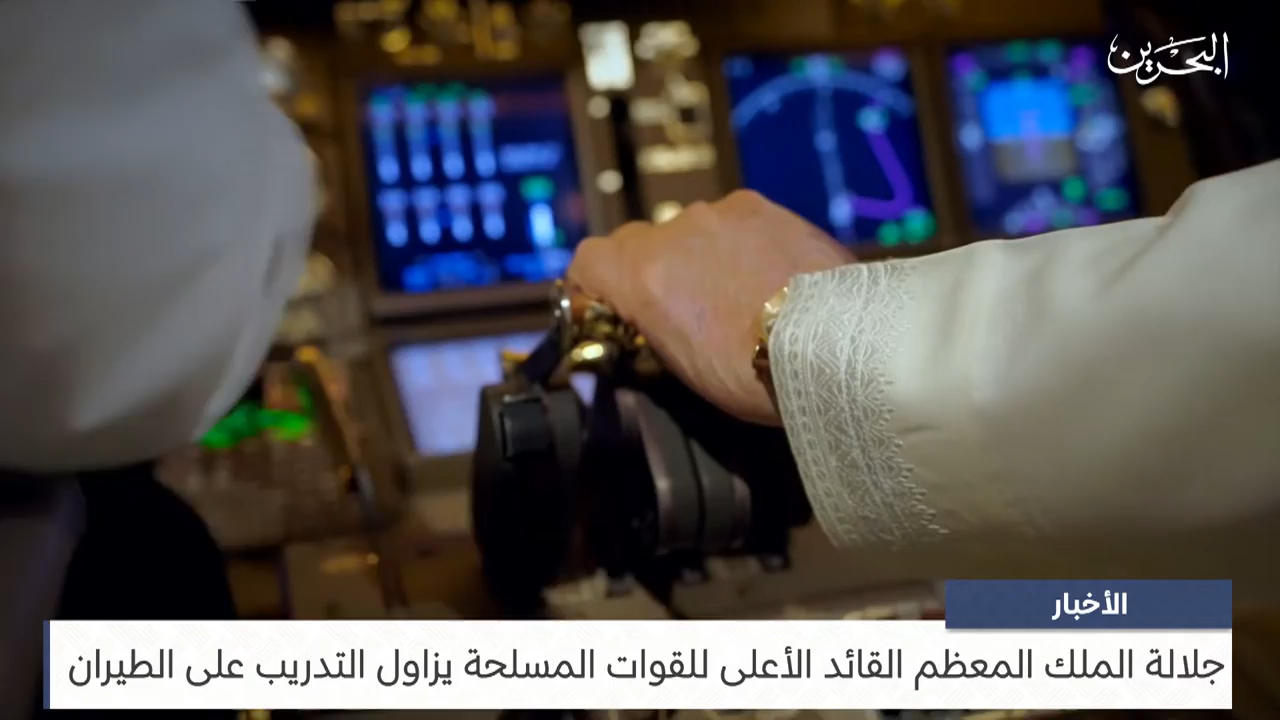 البحرين
الأخبار
جلالة الملك المعظم القائد الأعلى للقوات المسلحة يزاول التدريب على الطيران